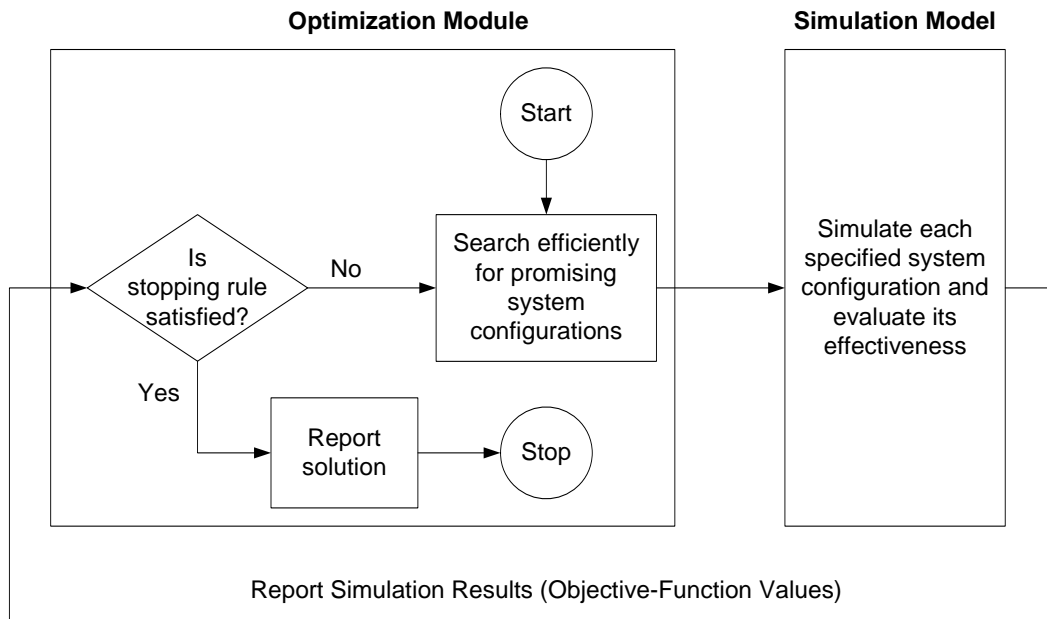 Optimization Module
Simulation Model
Start
Search efficiently
for promising
system
configurations
Is
stopping rule
satisfied?
No
Yes
Report
solution
Stop
Simulate each
specified system
configuration and
evaluate its
effectiveness
Report Simulation Results (Objective-Function Values)